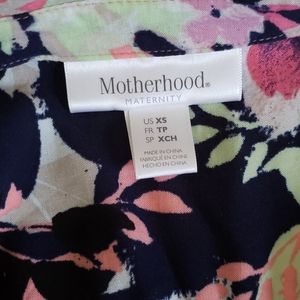 Motherhood®
MATERNITY
US XS
FR TP
SP XCH
MADE IN CHINA
FABRIQUÉ EN CHINE
HECHO EN CHINA